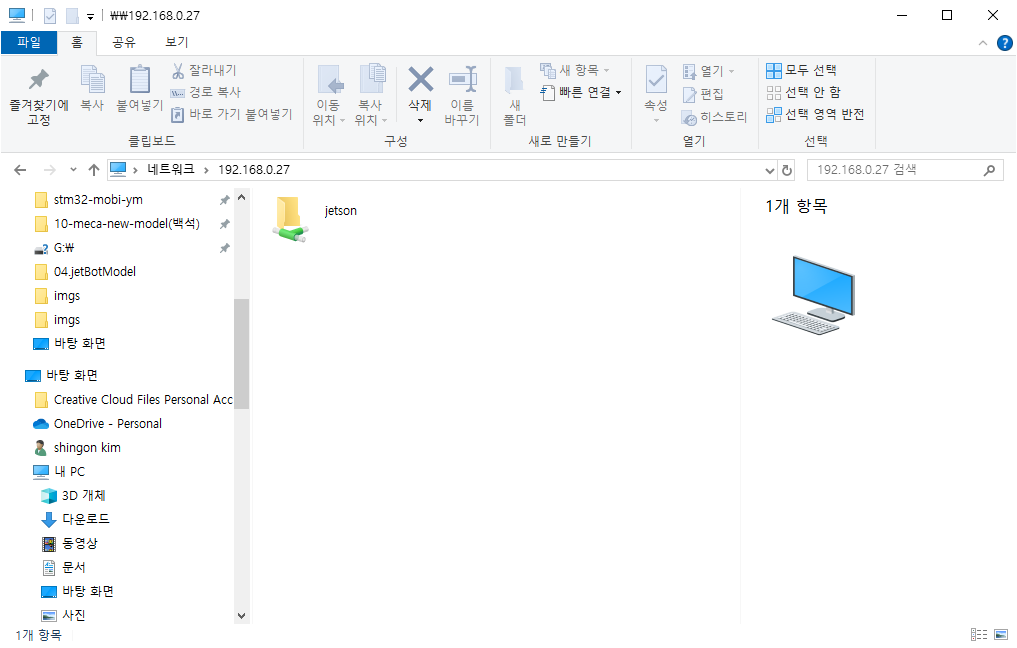 ₩₩192.168.0.27
파일 홈 공유 보기
즐겨찾기에
고정
복사
붙여넣기
잘라내기
경로 복사
바로 가기 붙여넣기
클립보드
이동
위치
복사
위치
삭제
이름
바꾸기
구성
새
폴더
새 항목
빠른 연결
새로 만들기
속성
열기
편집
히스토리
열기
모두 선택
선택 안 함
선택 영역 반전
선택
네트워크 > 192.168.0.27
192.168.0.27 검색
stm32-mobi-ym
10-meca-new-model(백석)
G:₩
04.jetBotModel
imgs
imgs
바탕 화면
바탕 화면
Creative Cloud Files Personal Acc
OneDrive - Personal
shingon kim
내 PC
3D 개체
다운로드
동영상
문서
바탕 화면
사진
jetson
1개 항목
1개 항목